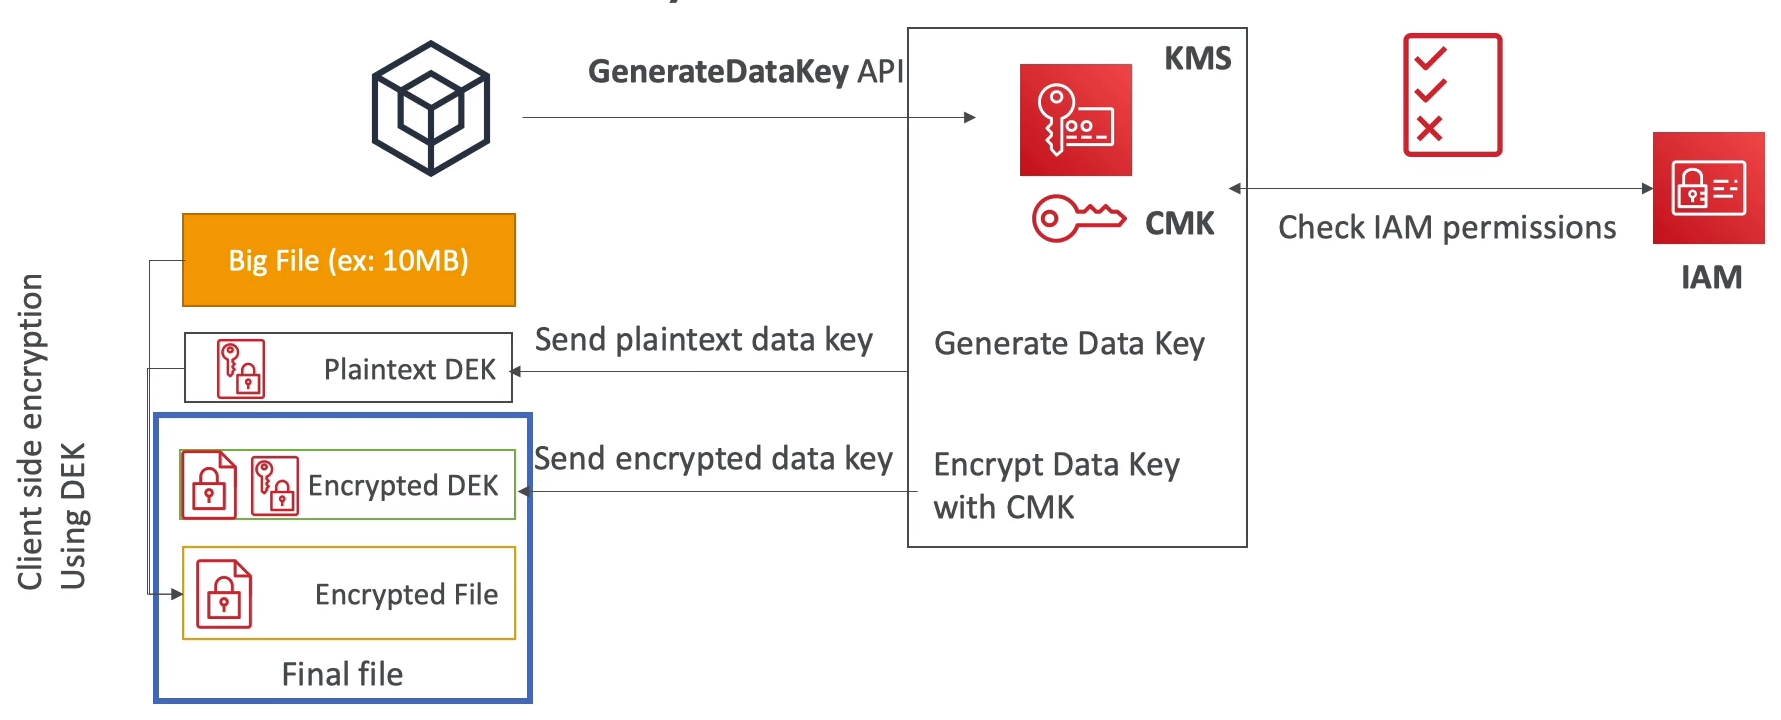 GenerateDataKey API
KMS
CMK
Check IAM permissions
IAM
Big File (ex: 10MB)
Send plaintext data key
Generate Data Key
Plaintext DEK
Send encrypted data key
Encrypt Data Key
with CMK
Encrypted DEK
Encrypted File
Final file
Client side encryption
Using DEK